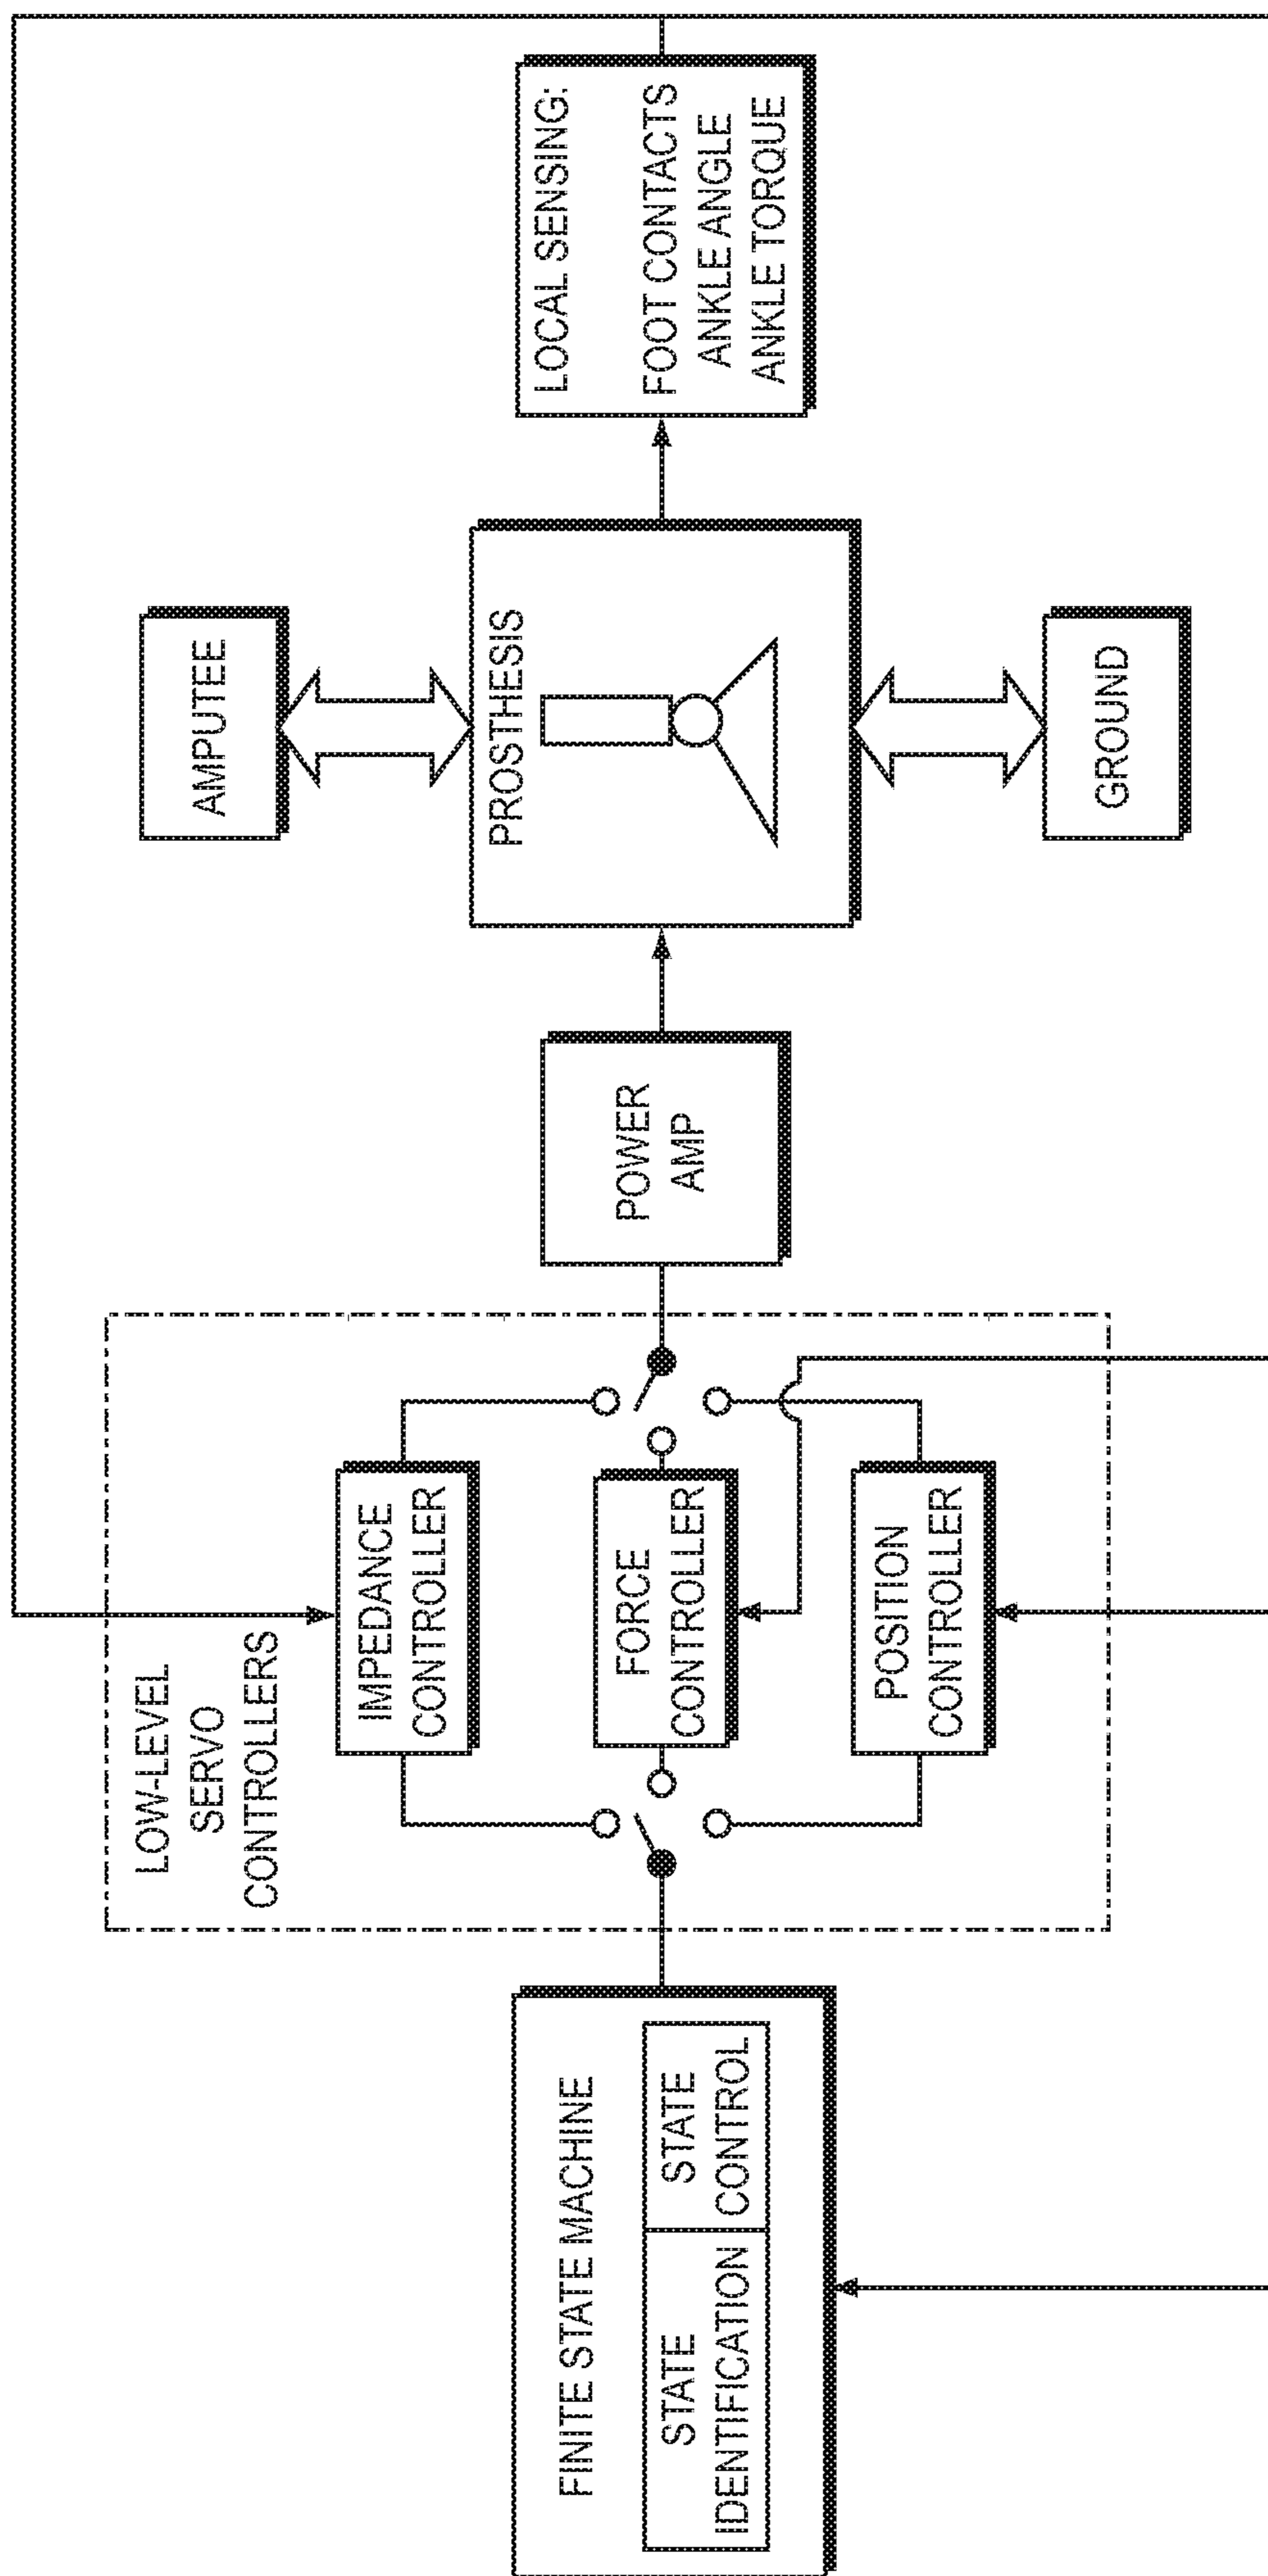 FINITE STATE MACHINE
STATE
IDENTIFICATION
STATE
CONTROL
LOW-LEVEL
SERVO
CONTROLLERS
IMPEDANCE
CONTROLLER
FORCE
CONTROLLER
POSITION
CONTROLLER
POWER
AMP
AMPUTEE
PROSTHESIS
GROUND
LOCAL SENSING:
FOOT CONTACTS
ANKLE ANGLE
ANKLE TORQUE